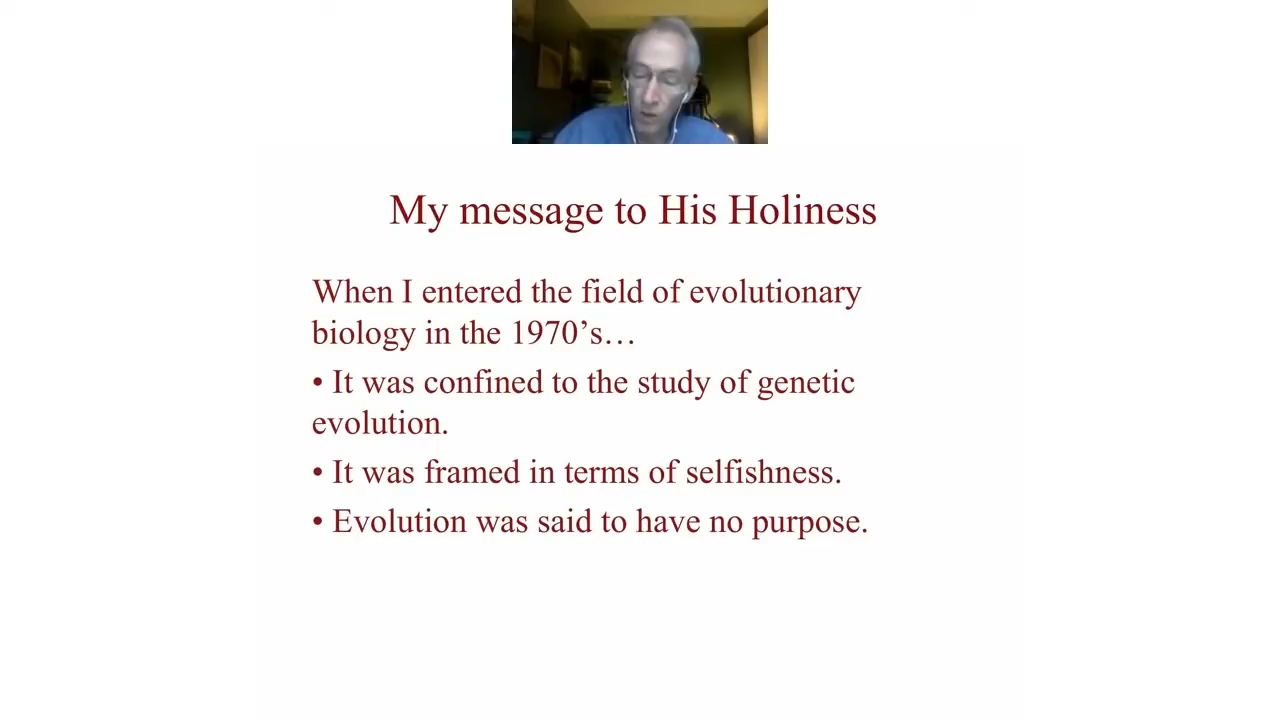 My message to His Holiness
When I entered the field of evolutionary
biology in the 1970’s…
• It was confined to the study of genetic
evolution.
• It was framed in terms of selfishness.
• Evolution was said to have no purpose.